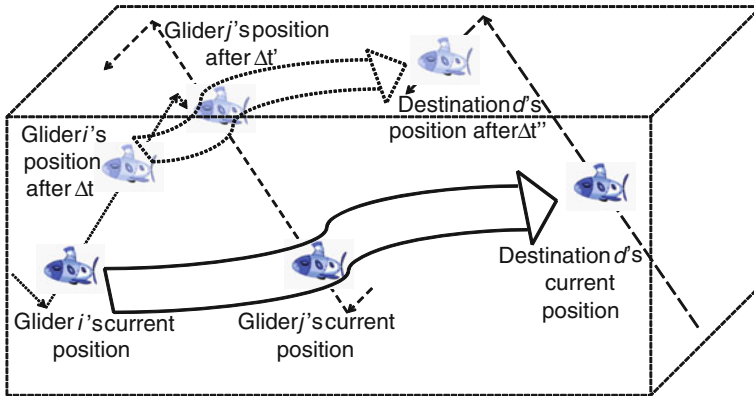 Glider j's position
after Δt'
Glider i's
position
after Δt
Destination d's
position after Δt''
Destination d's
current
position
Glider i's current
position
Glider j's current
position